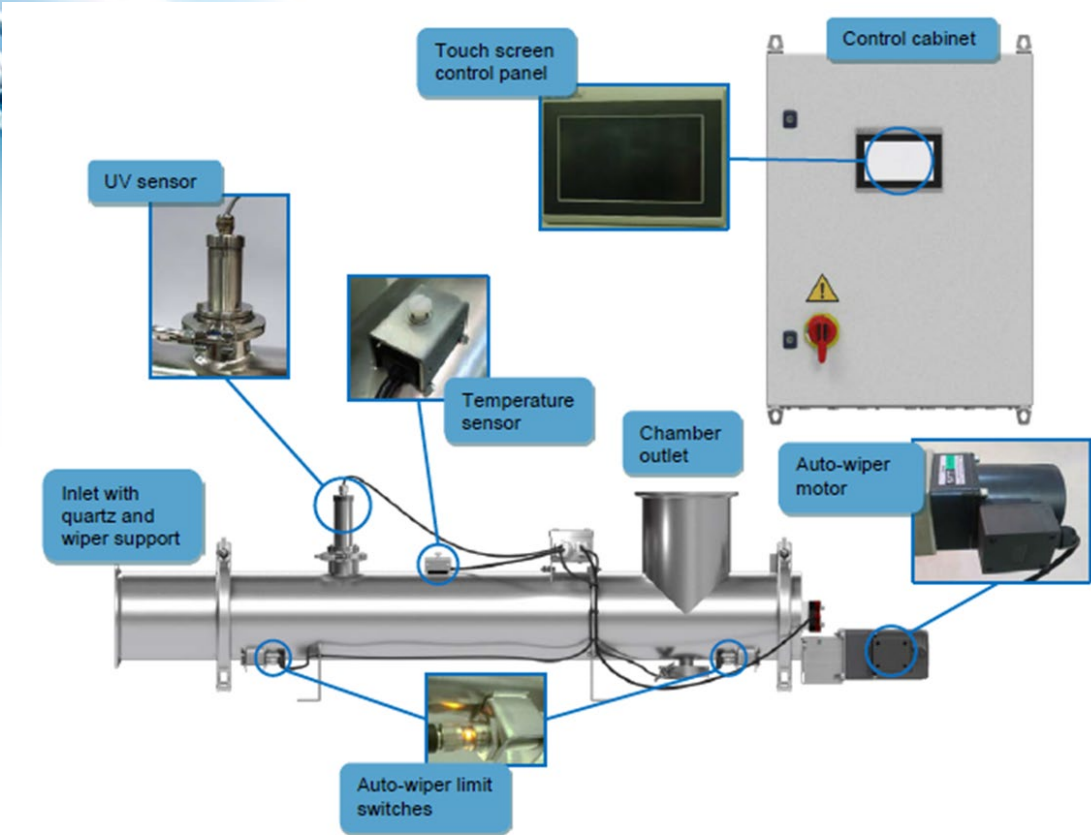 Touch screen
control panel
Control cabinet
UV sensor
Temperature
sensor
Chamber
outlet
Auto-wiper
motor
Inlet with
quartz and
wiper support
Auto-wiper limit
switches